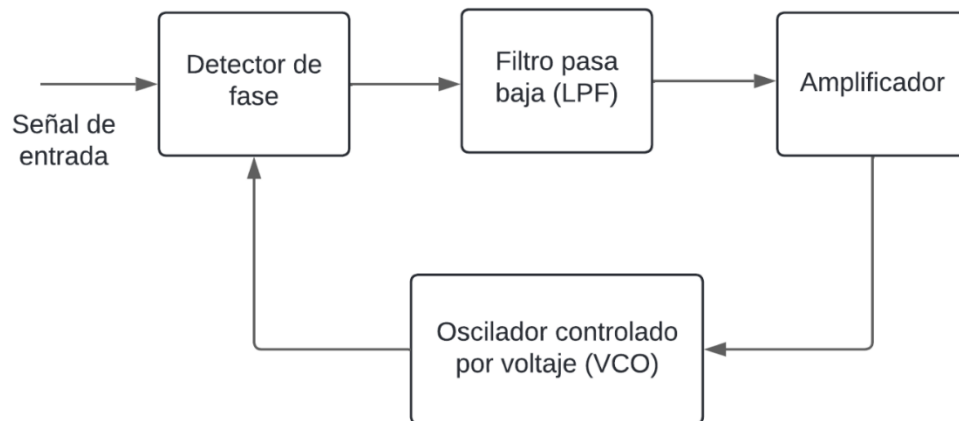 Detector de
fase
Filtro pasa
baja (LPF)
Amplificador
Señal de
entrada
Oscilador controlado
por voltaje (VCO)